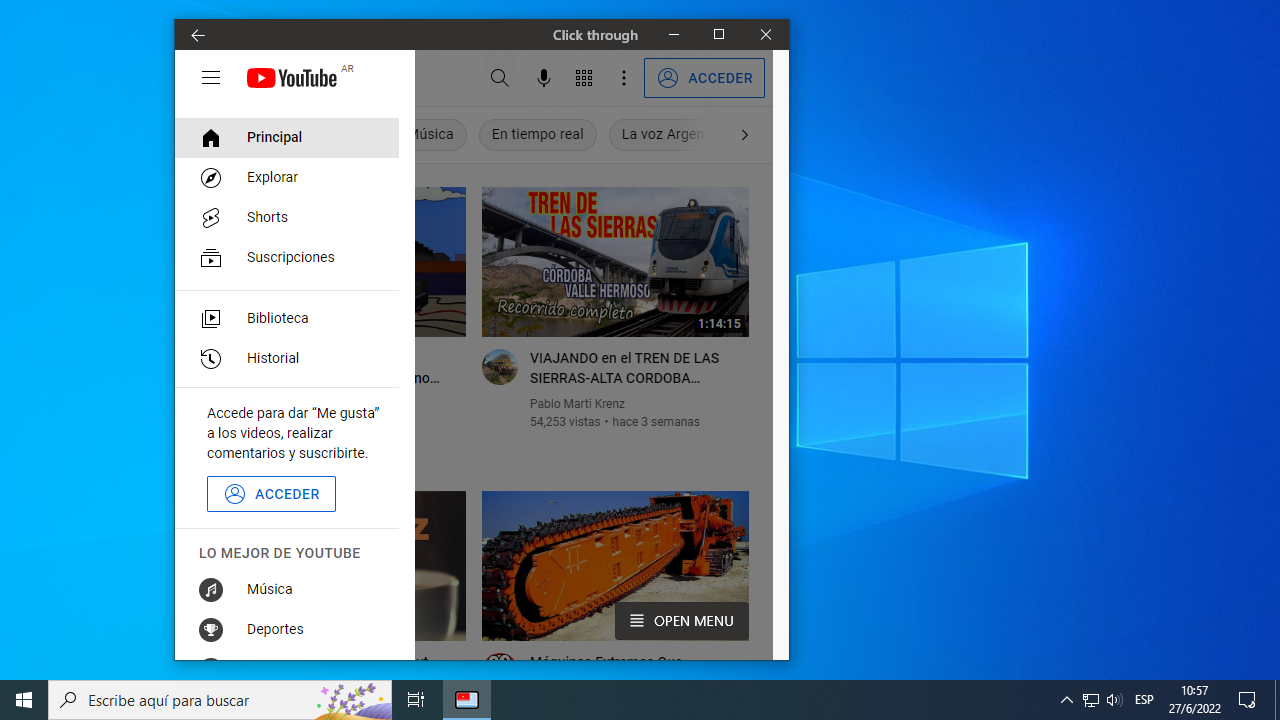 Click through
YouTube AR
ACCEDER
Principal
Explorar
Shorts
Suscripciones
Biblioteca
Historial
Accede para dar “Me gusta”
a los videos, realizar
comentarios y suscribirte.
ACCEDER
LO MEJOR DE YOUTUBE
Música
Deportes
Música
En tiempo real
La voz Argen
TREN DE
LAS SIERRAS
CÓRDOBA
VALLE HERMOSO
Recorrido completo
1:14:15
VIAJANDO en el TREN DE LAS
SIERRAS-ALTA CORDOBA...
Pablo Marti Krenz
54,253 vistas • hace 3 semanas
no...
Máquinas Extremas Que
OPEN MENU
Escribe aquí para buscar
ESP
10:57
27/6/2022